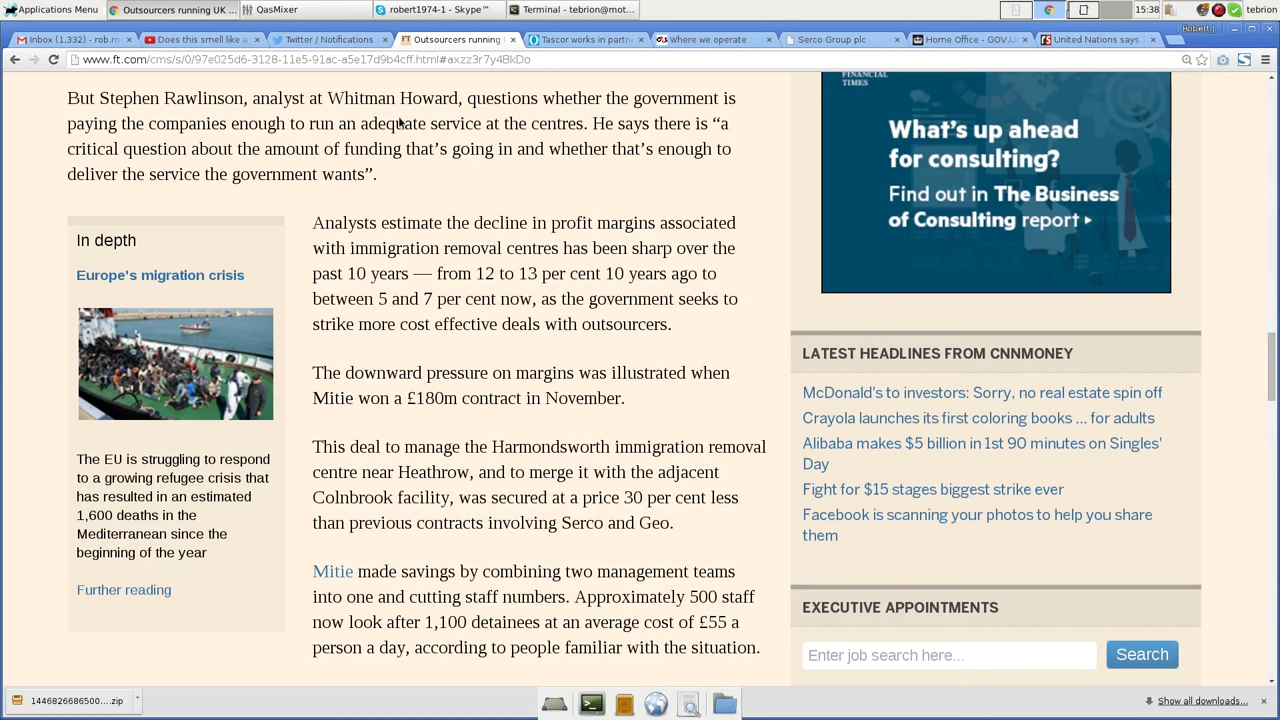 Applications Menu
Outsourcers running UK ...
QasMixer
robert1974-1 - Skype™
Terminal - tebrion@mot...
15:38
tebrion
Inbox (1,332) - rob.m
Does this smell like a
Twitter / Notifications
Outsourcers running
Tascor works in partn
Where we operate
Serco Group plc
Home Office - GOV.U
United Nations says
Robert J.
www.ft.com/cms/s/0/97e025d6-3128-11e5-91ac-a5e17d9b4cff.html#axzz3r7y4BkDo
But Stephen Rawlinson, analyst at Whitman Howard, questions whether the government is
paying the companies enough to run an adequate service at the centres. He says there is “a
critical question about the amount of funding that’s going in and whether that’s enough to
deliver the service the government wants”.
In depth
Europe’s migration crisis
The EU is struggling to respond
to a growing refugee crisis that
has resulted in an estimated
1,600 deaths in the
Mediterranean since the
beginning of the year
Further reading
Analysts estimate the decline in profit margins associated
with immigration removal centres has been sharp over the
past 10 years — from 12 to 13 per cent 10 years ago to
between 5 and 7 per cent now, as the government seeks to
strike more cost effective deals with outsourcers.
The downward pressure on margins was illustrated when
Mitie won a £180m contract in November.
This deal to manage the Harmondsworth immigration removal
centre near Heathrow, and to merge it with the adjacent
Colnbrook facility, was secured at a price 30 per cent less
than previous contracts involving Serco and Geo.
Mitie made savings by combining two management teams
into one and cutting staff numbers. Approximately 500 staff
now look after 1,100 detainees at an average cost of £55 a
person a day, according to people familiar with the situation.
FINANCIAL
TIMES
What’s up ahead
for consulting?
Find out in The Business
of Consulting report
LATEST HEADLINES FROM CNNMONEY
McDonald's to investors: Sorry, no real estate spin off
Crayola launches its first coloring books ... for adults
Alibaba makes $5 billion in 1st 90 minutes on Singles'
Day
Fight for $15 stages biggest strike ever
Facebook is scanning your photos to help you share
them
EXECUTIVE APPOINTMENTS
Enter job search here...
Search
1446826686500....zip
Show all downloads...